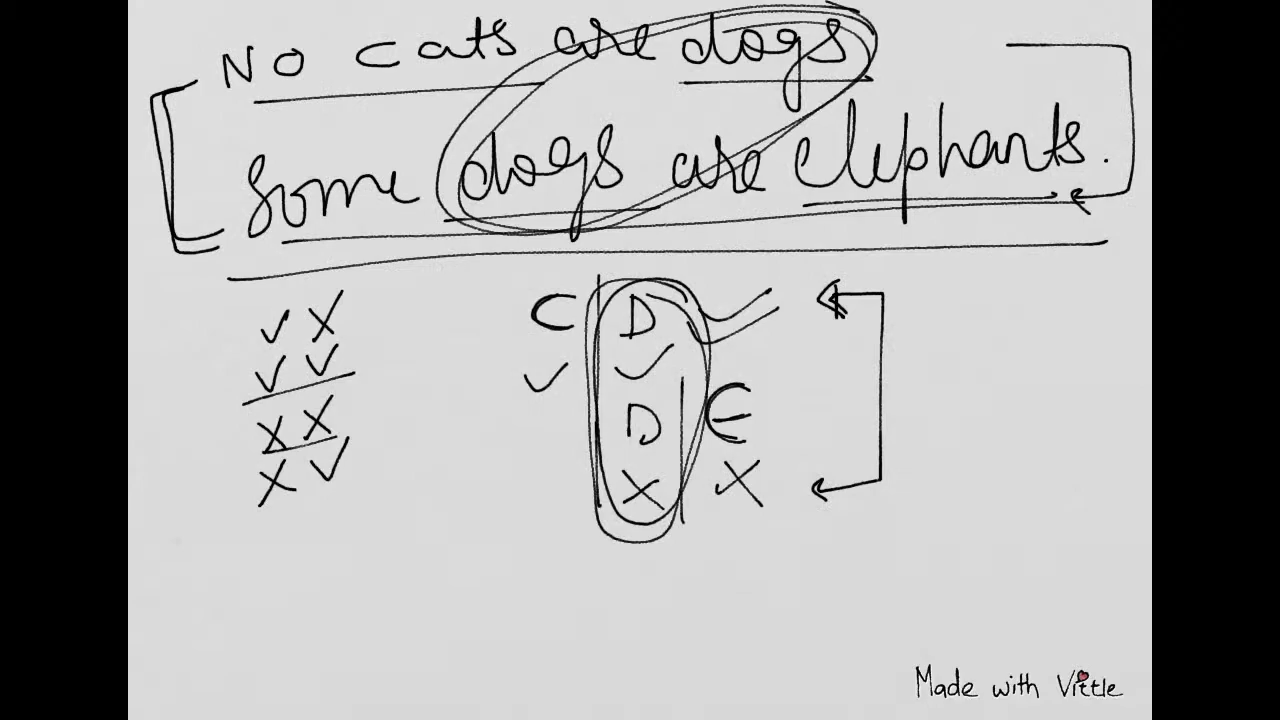 No cats are dogs
Some dogs are elephants.
✓ X C D
✓ ✓ ✓ ✓
X X D E
X ✓ X X
Made with Vittle